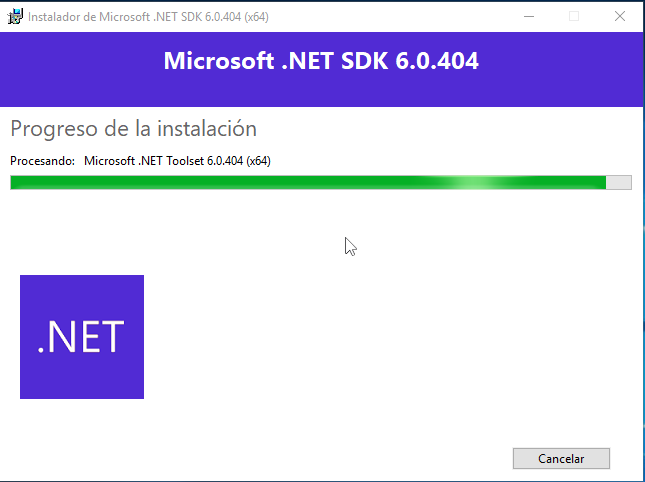 Instalador de Microsoft .NET SDK 6.0.404 (x64)
Microsoft .NET SDK 6.0.404
Progreso de la instalación
Procesando: Microsoft .NET Toolset 6.0.404 (x64)
.NET
Cancelar